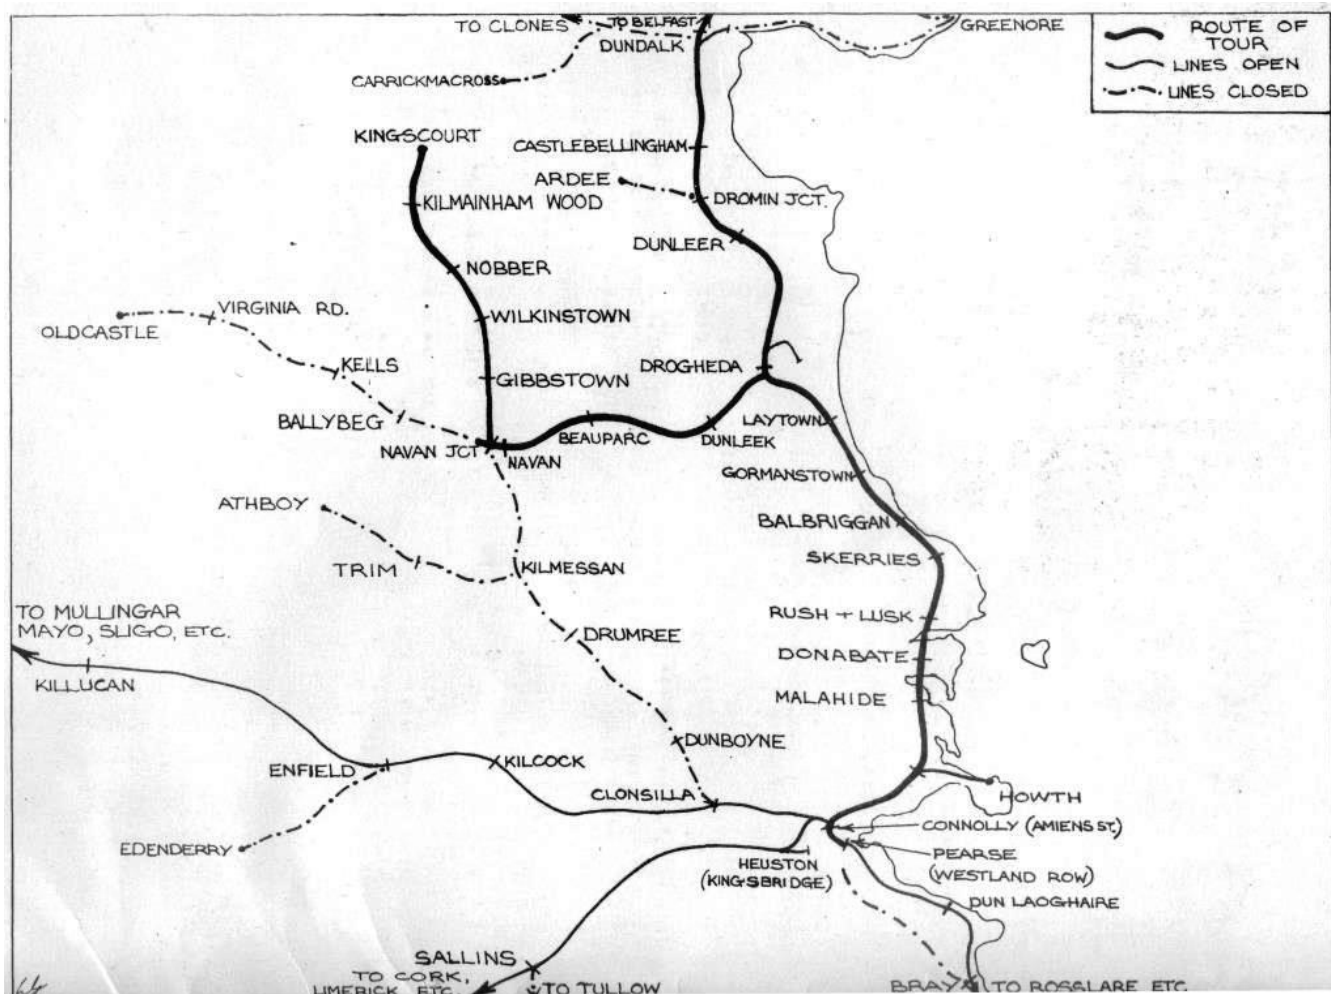 TO CLONES
TO BELFAST
GREENORE
DUNDALK
CARRICKMACROSS
ROUTE OF
TOUR
LINES OPEN
LINES CLOSED
KINGSCOURT
CASTLEBELLINGHAM
ARDEE
KILMAINHAM WOOD
DROMIN JCT.
DUNLEER
NOBBER
VIRGINIA RD.
WILKINSTOWN
OLDCASTLE
KELLS
DROGHEDA
GIBBSTOWN
BALLYBEG
LAYTOWN
BEAUPARC
DUNLEEK
NAVAN JCT
NAVAN
GORMANSTOWN
ATHBOY
BALBRIGGAN
SKERRIES
TRIM
KILMESSAN
TO MULLINGAR
MAYO, SLIGO, ETC.
RUSH + LUSK
DRUMREE
DONABATE
KILLUCAN
MALAHIDE
DUNBOYNE
ENFIELD
KILCOCK
CLONSILLA
HOWTH
CONNOLLY (AMIENS ST.)
EDENDERRY
HEUSTON
(KINGSBRIDGE)
PEARSE
(WESTLAND ROW)
DUN LAOGHAIRE
SALLINS
TO CORK,
LIMERICK, ETC.
TO TULLOW
BRAY
TO ROSSLARE ETC